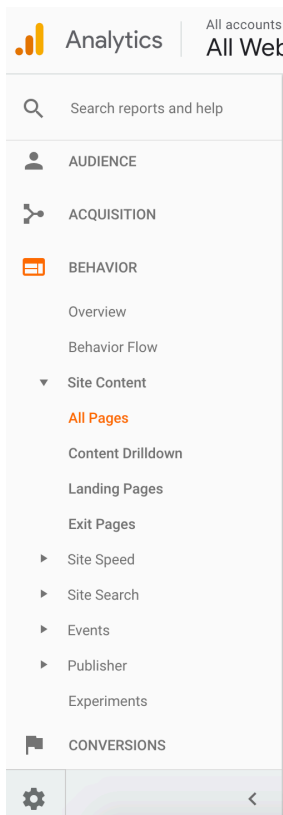 Analytics
All accounts
All Web
Search reports and help
AUDIENCE
ACQUISITION
BEHAVIOR
Overview
Behavior Flow
Site Content
All Pages
Content Drilldown
Landing Pages
Exit Pages
Site Speed
Site Search
Events
Publisher
Experiments
CONVERSIONS